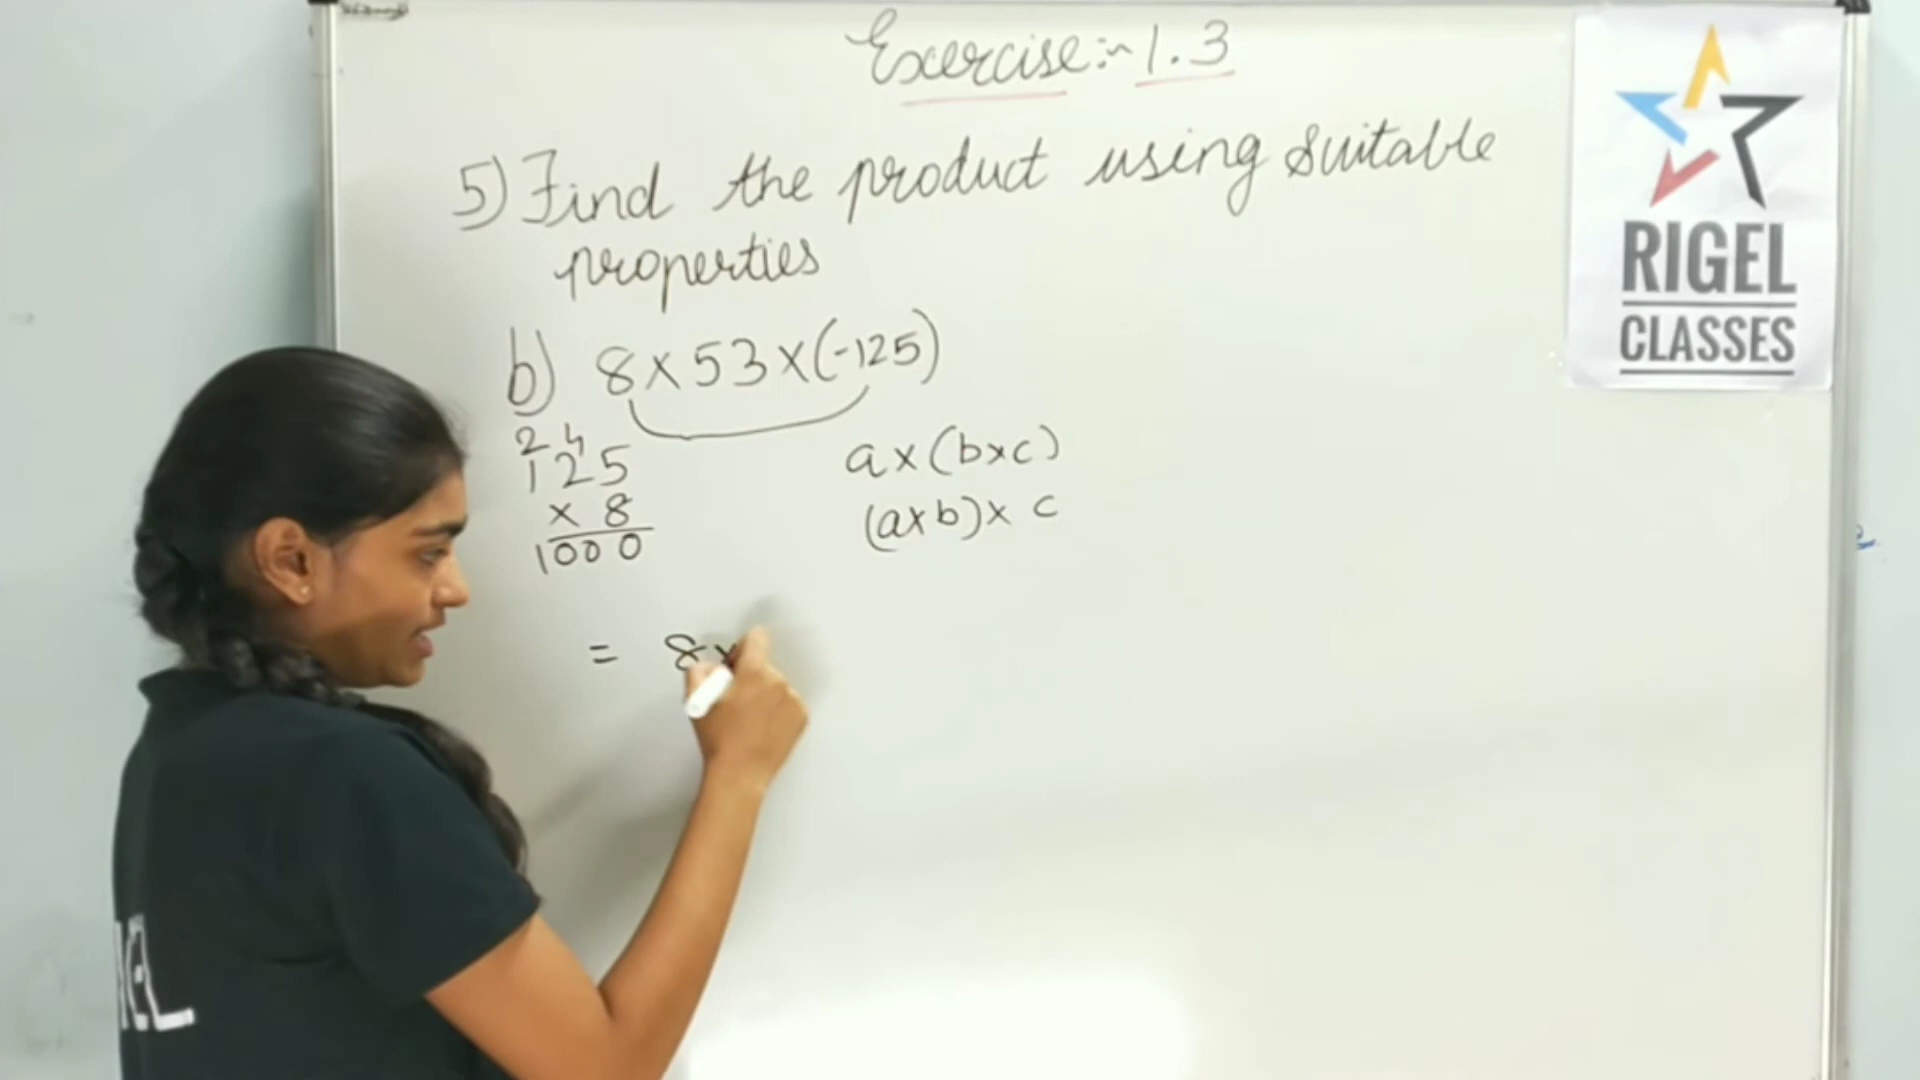 Exercise:~ 1.3
5) Find the product using suitable
properties
b) 8×53×(-125)
2 4
125
× 8
1000
a×(b×c)
(a×b)× c
= 8×
RIGEL
CLASSES